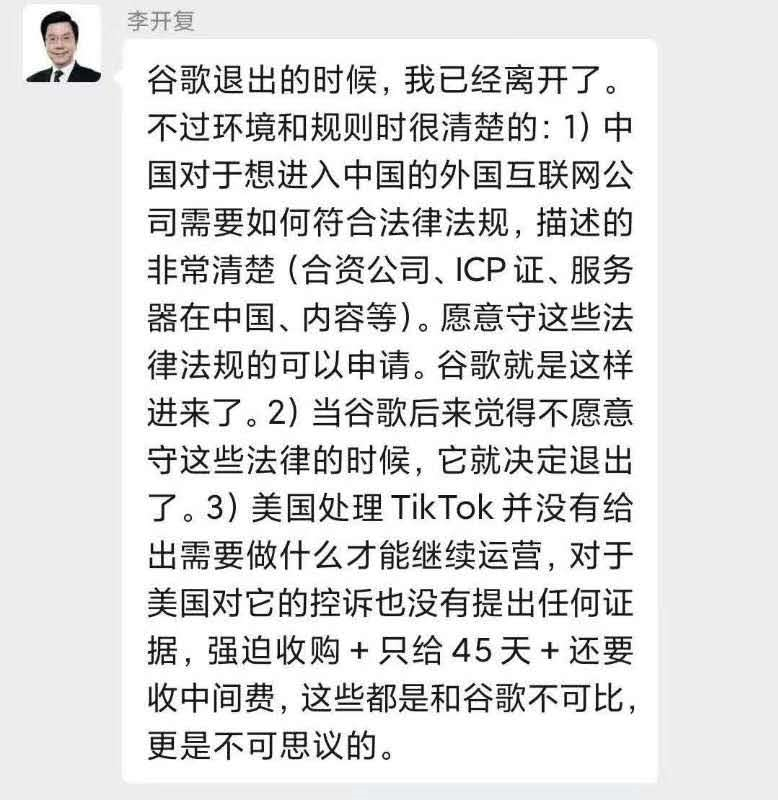 李开复
谷歌退出的时候，我已经离开了。
不过环境和规则时很清楚的：1）中
国对于想进入中国的外国互联网公
司需要如何符合法律法规，描述的
非常清楚（合资公司、ICP 证、服务
器在中国、内容等）。愿意守这些法
律法规的可以申请。谷歌就是这样
进来了。2）当谷歌后来觉得不愿意
守这些法律的时候，它就决定退出
了。3）美国处理 TikTok 并没有给
出需要做什么才能继续运营，对于
美国对它的控诉也没有提出任何证
据，强迫收购 + 只给 45 天 + 还要
收中间费，这些都是和谷歌不可比，
更是不可思议的。